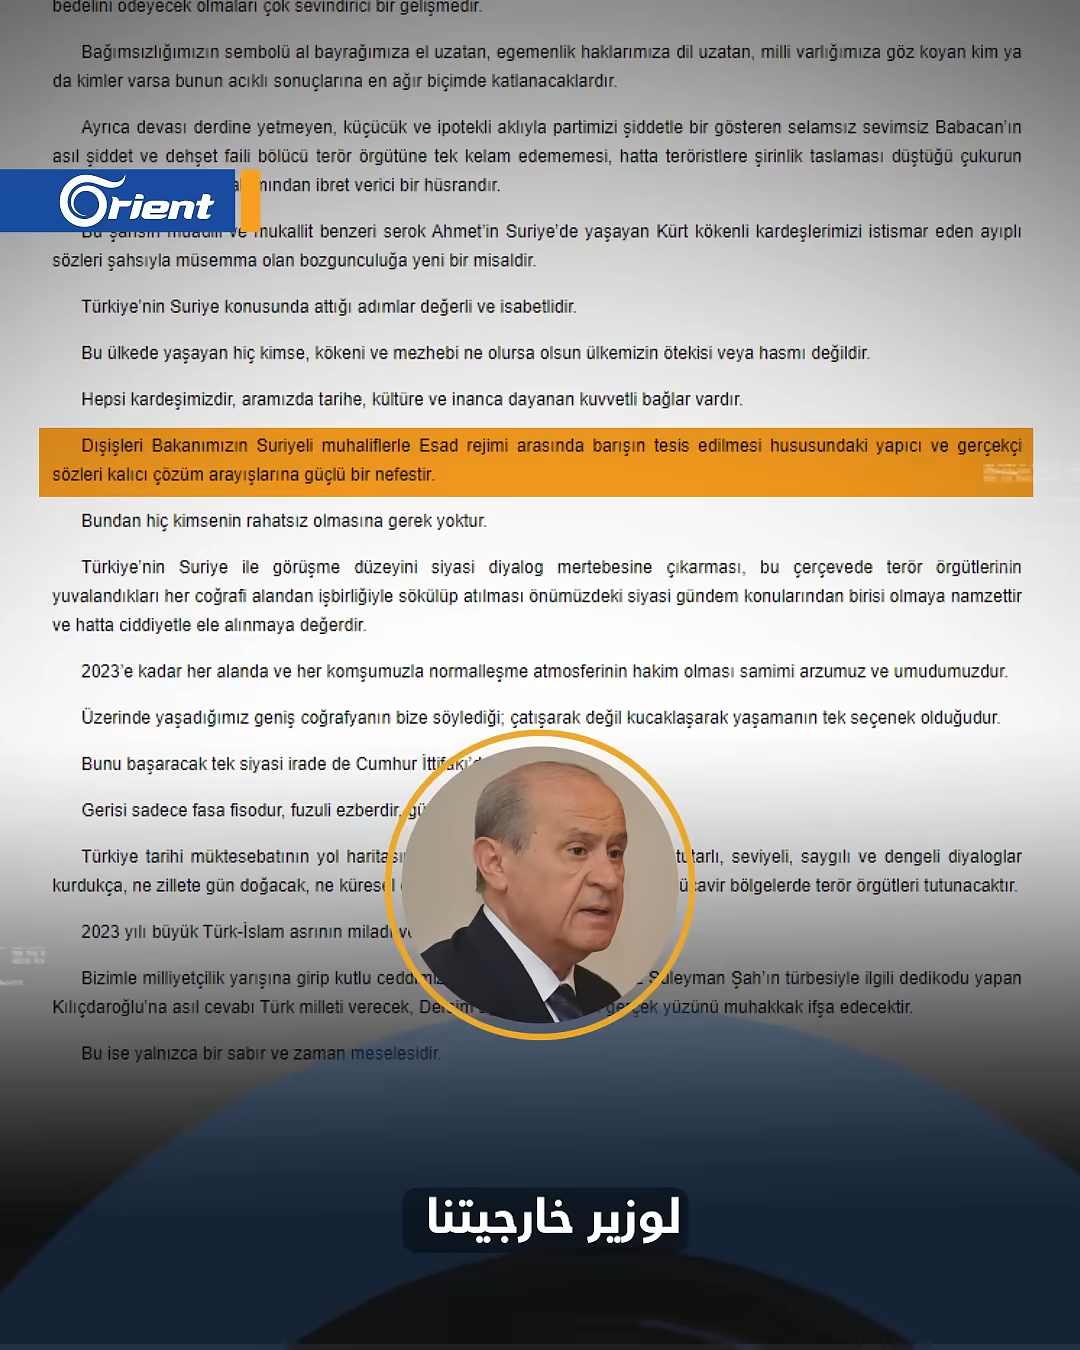 bedelini ödeyecek olmaları çok sevindirici bir gelişmedir.
Bağımsızlığımızın sembolü al bayrağımıza el uzatan, egemenlik haklarımıza dil uzatan, milli varlığımıza göz koyan kim ya
da kimler varsa bunun acıklı sonuçlarına en ağır biçimde katlanacaklardır.
Ayrıca devası derdine yetmeyen, küçücük ve ipotekli aklıyla partimizi şiddetle bir gösteren selamsız sevimsiz Babacan'ın
asıl şiddet ve dehşet faili bölücü terör örgütüne tek kelam edememesi, hatta teröristlere şirinlik taslaması düştüğü çukurun
ibret verici bir hüsrandır.
Orient
ve mukallit benzeri serok Ahmet'in Suriye'de yaşayan Kürt kökenli kardeşlerimizi istismar eden ayıplı
sözleri şahsıyla müsemma olan bozgunculuğa yeni bir misaldir.
Türkiye'nin Suriye konusunda attığı adımlar değerli ve isabetlidir.
Bu ülkede yaşayan hiç kimse, kökeni ve mezhebi ne olursa olsun ülkemizin ötekisi veya hasmı değildir.
Hepsi kardeşimizdir, aramızda tarihe, kültüre ve inanca dayanan kuvvetli bağlar vardır.
Dışişleri Bakanımızın Suriyeli muhaliflerle Esad rejimi arasında barışın tesis edilmesi hususundaki yapıcı ve gerçekçi
sözleri kalıcı çözüm arayışlarına güçlü bir nefestir.
Bundan hiç kimsenin rahatsız olmasına gerek yoktur.
Türkiye'nin Suriye ile görüşme düzeyini siyasi diyalog mertebesine çıkarması, bu çerçevede terör örgütlerinin
yuvalandıkları her coğrafi alandan işbirliğiyle sökülüp atılması önümüzdeki siyasi gündem konularından birisi olmaya namzettir
ve hatta ciddiyetle ele alınmaya değerdir.
2023'e kadar her alanda ve her komşumuzla normalleşme atmosferinin hakim olması samimi arzumuz ve umudumuzdur.
Üzerinde yaşadığımız geniş coğrafyanın bize söylediği; çatışarak değil kucaklaşarak yaşamanın tek seçenek olduğudur.
Bunu başaracak tek siyasi irade de Cumhur
Gerisi sadece fasa fisodur, fuzuli ezberdir,
Türkiye tarihi müktesebatının yol tutarlı, seviyeli, saygılı ve dengeli diyaloglar
kurdukça, ne zillete gün doğacak, ne küresel bölgelerde terör örgütleri tutunacaktır.
2023 yılı büyük Türk-İslam asrının
Bizimle milliyetçilik yarışına girip kutlu Süleyman Şah'ın türbesiyle ilgili dedikodu yapan
Kılıçdaroğlu'na asıl cevabı Türk milleti verecek, yüzünü muhakkak ifşa edecektir.
Bu ise yalnızca bir sabır ve zaman meselesidir.
لوزير خارجيتنا